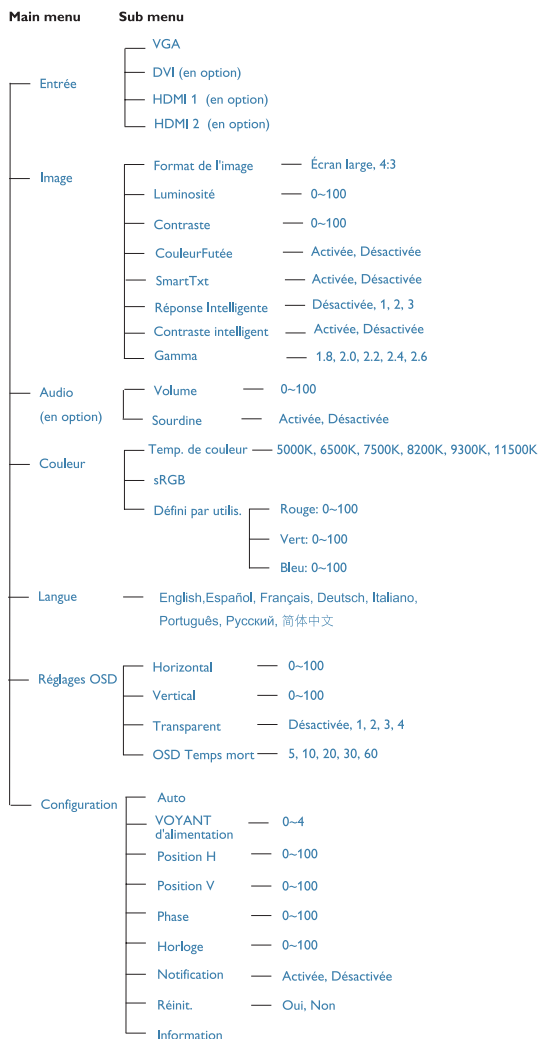 Main menu Sub menu
VGA
DVI (en option)
Entrée
HDMI 1 (en option)
HDMI 2 (en option)
Image
Format de l'image Écran large, 4:3
Luminosité 0~100
Contraste 0~100
CouleurFutée Activée, Désactivée
SmartTxt Activée, Désactivée
Réponse Intelligente Désactivée, 1, 2, 3
Contraste intelligent Activée, Désactivée
Gamma 1.8, 2.0, 2.2, 2.4, 2.6
Audio
(en option)
Volume 0~100
Sourdine Activée, Désactivée
Couleur
Temp. de couleur 5000K, 6500K, 7500K, 8200K, 9300K, 11500K
sRGB
Défini par utilis. Rouge: 0~100
Vert: 0~100
Bleu: 0~100
Langue English,Español, Français, Deutsch, Italiano,
Português, Русский, 简体中文
Réglages OSD
Horizontal 0~100
Vertical 0~100
Transparent Désactivée, 1, 2, 3, 4
OSD Temps mort 5, 10, 20, 30, 60
Configuration
Auto
VOYANT
d'alimentation 0~4
Position H 0~100
Position V 0~100
Phase 0~100
Horloge 0~100
Notification Activée, Désactivée
Réinit. Oui, Non
Information